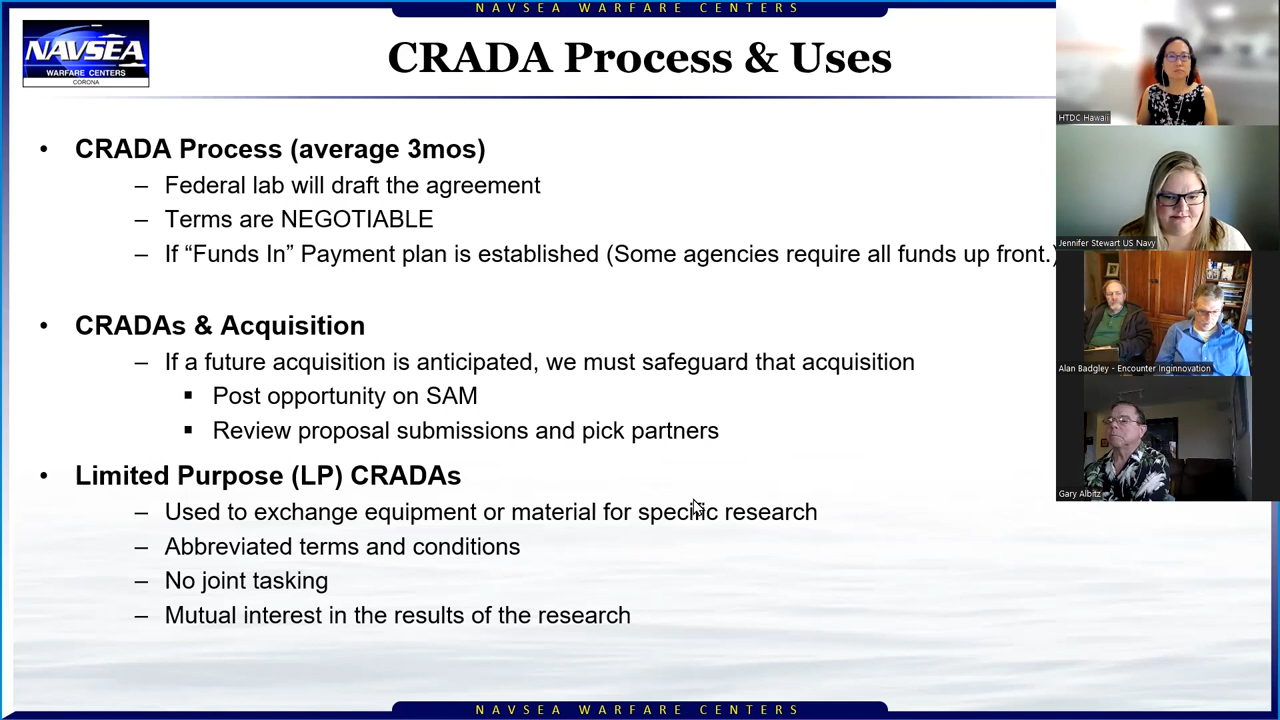 NAVSEA WARFARE CENTERS
NAVSEA
WARFARE CENTERS
CORONA
CRADA Process & Uses
• CRADA Process (average 3mos)
– Federal lab will draft the agreement
– Terms are NEGOTIABLE
– If “Funds In” Payment plan is established (Some agencies require all funds up front.)
• CRADAs & Acquisition
– If a future acquisition is anticipated, we must safeguard that acquisition
▪ Post opportunity on SAM
▪ Review proposal submissions and pick partners
• Limited Purpose (LP) CRADAs
– Used to exchange equipment or material for specific research
– Abbreviated terms and conditions
– No joint tasking
– Mutual interest in the results of the research
HTDC Hawaii
Jennifer Stewart US Navy
Alan Badgley - Encounter Inginnovation
Gary Albitz
NAVSEA WARFARE CENTERS